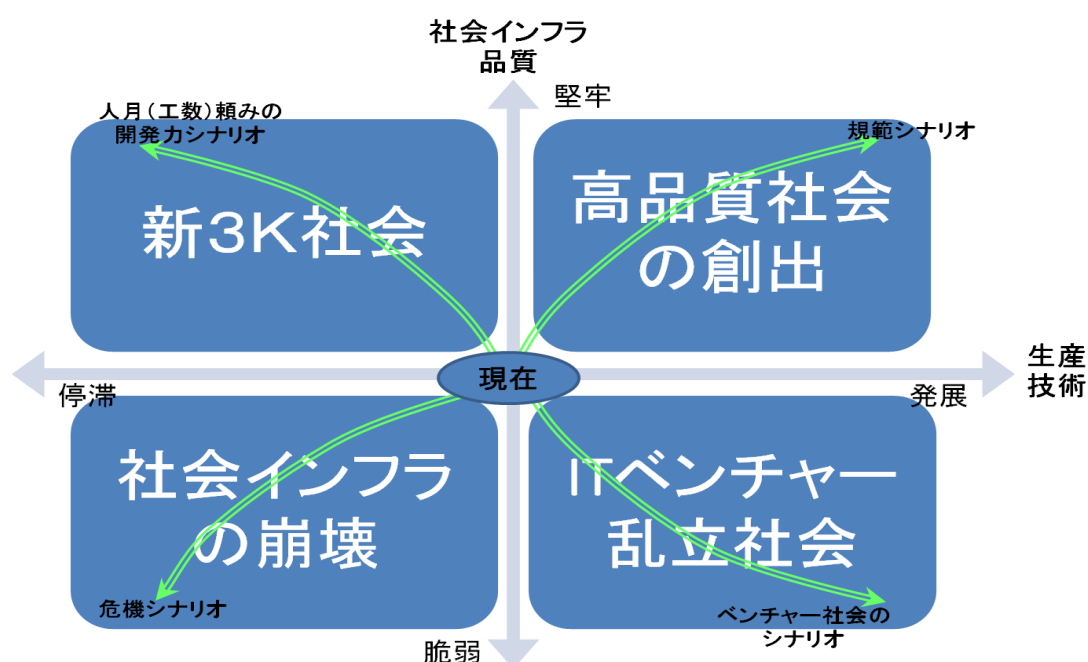 社会インフラ
品質
堅牢
人月（工数）頼みの
開発力シナリオ
規範シナリオ
新３Ｋ社会
高品質社会
の創出
生産
技術
現在
停滞
発展
社会インフラ
の崩壊
ITベンチャー
乱立社会
危機シナリオ
ベンチャー社会の
シナリオ
脆弱